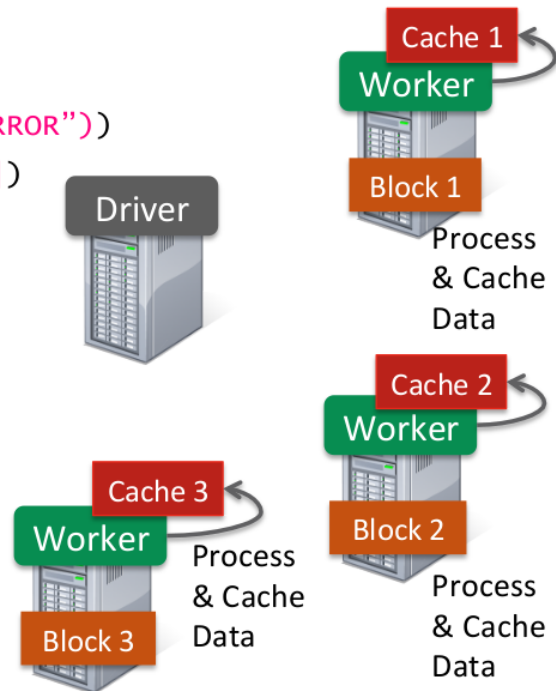 RROR”))
)
Driver
Cache 1
Worker
Block 1
Process
& Cache
Data
Cache 2
Worker
Block 2
Process
& Cache
Data
Cache 3
Worker
Block 3
Process
& Cache
Data